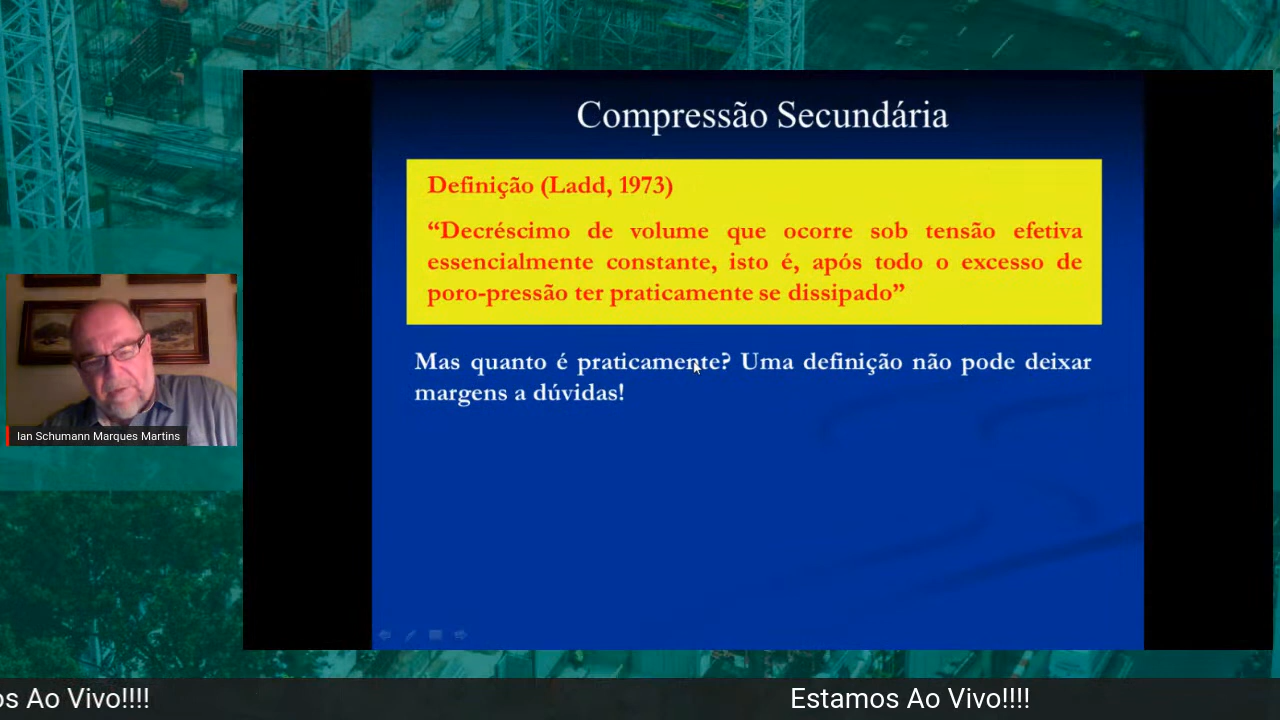 Compressão Secundária
Definição (Ladd, 1973)
“Decréscimo de volume que ocorre sob tensão efetiva
essencialmente constante, isto é, após todo o excesso de
poro-pressão ter praticamente se dissipado”
Mas quanto é praticamente? Uma definição não pode deixar
margens a dúvidas!
Ian Schumann Marques Martins
os Ao Vivo!!!! Estamos Ao Vivo!!!!